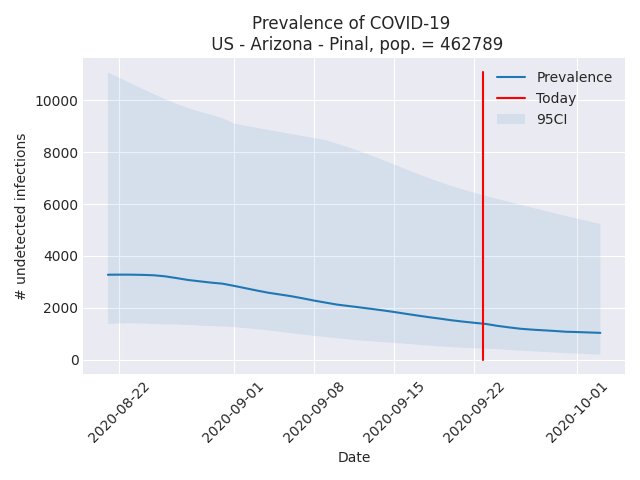 Prevalence of COVID-19
US - Arizona - Pinal, pop. = 462789
Prevalence
Today
95CI
# undetected infections
10000
8000
6000
4000
2000
0
2020-08-22
2020-09-01
2020-09-08
2020-09-15
2020-09-22
2020-10-01
Date